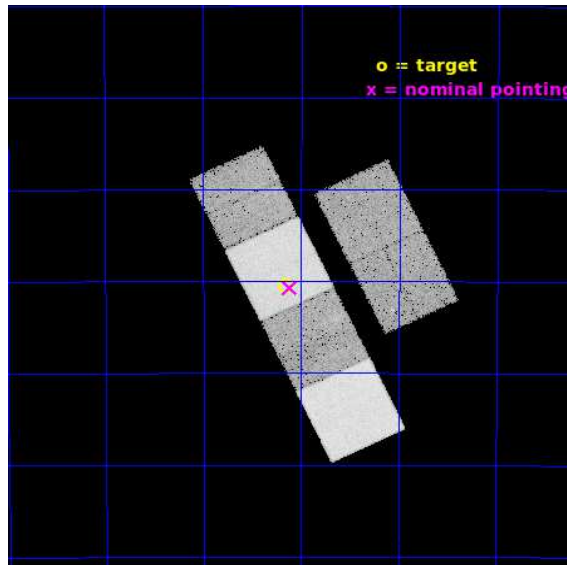 o = target
x = nominal pointing